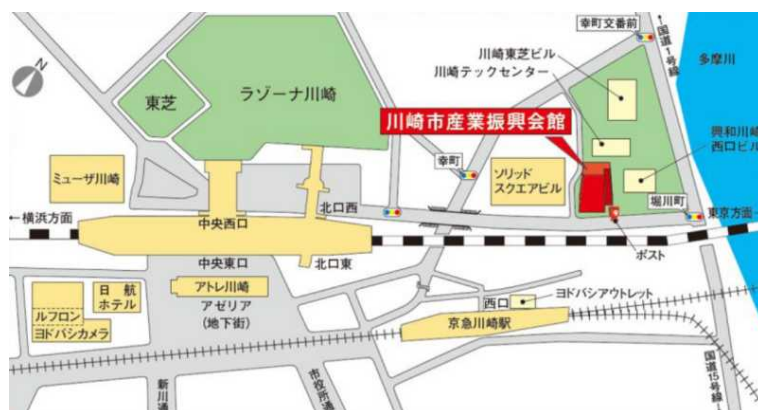 幸町交番前
国道1号線
多摩川
川崎東芝ビル
川崎テックセンター
ラゾーナ川崎
東芝
川崎市産業振興会館
興和川崎
西口ビル
幸町
ソリッド
スクエアビル
ミューザ川崎
北口西
堀川町
←横浜方面
中央西口
東京方面
ポスト
中央東口
北口東
日航
ホテル
アトレ川崎
アゼリア
(地下街)
西口
ヨドバシアウトレット
ルフロン
ヨドバシカメラ
京急川崎駅
国道15号線
新川通
市役所通